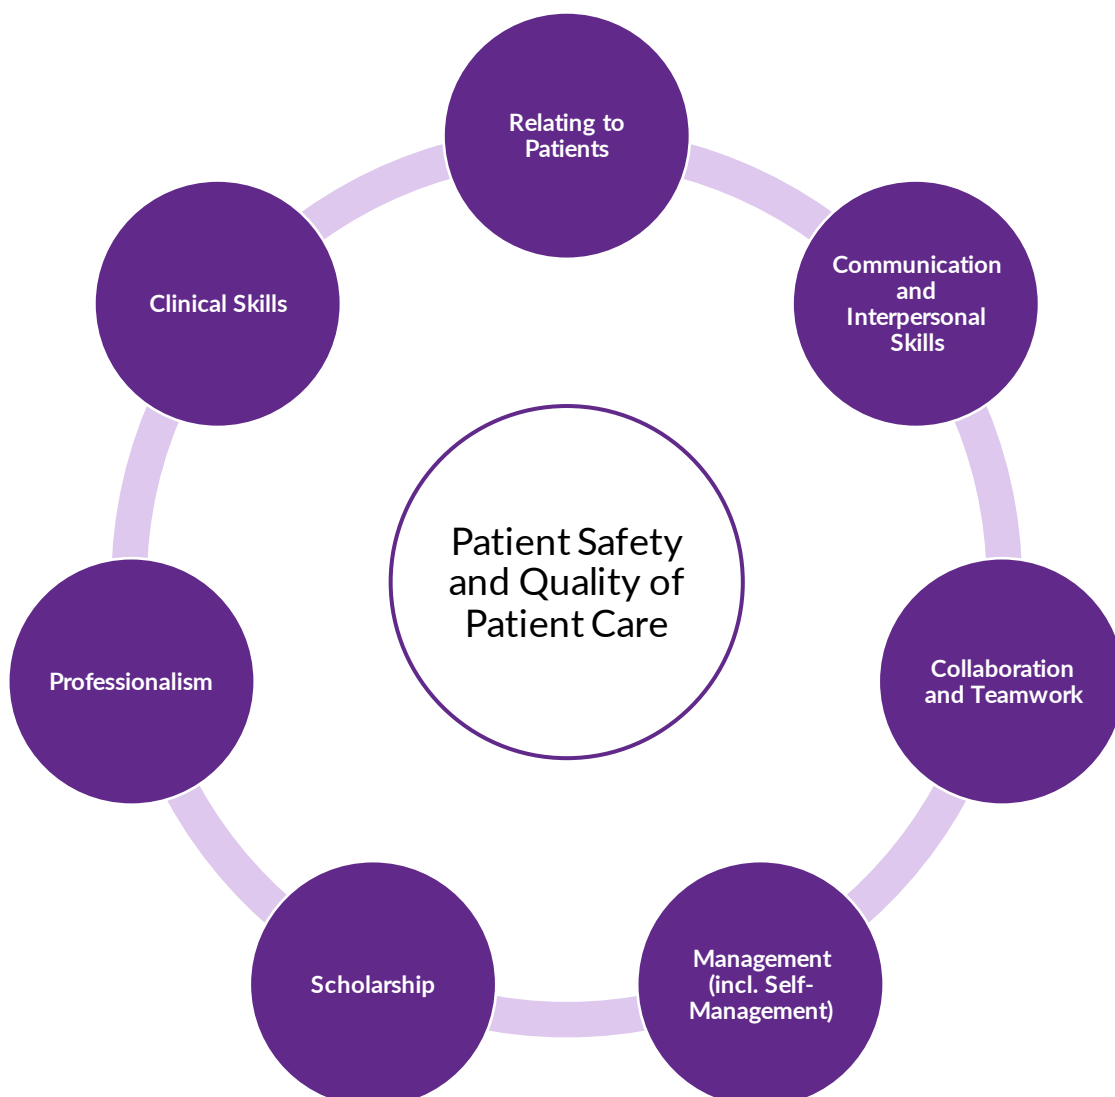 Relating to
Patients
Communication
and
Interpersonal
Skills
Clinical Skills
Patient Safety
and Quality of
Patient Care
Collaboration
and Teamwork
Professionalism
Management
(incl. Self-
Management)
Scholarship